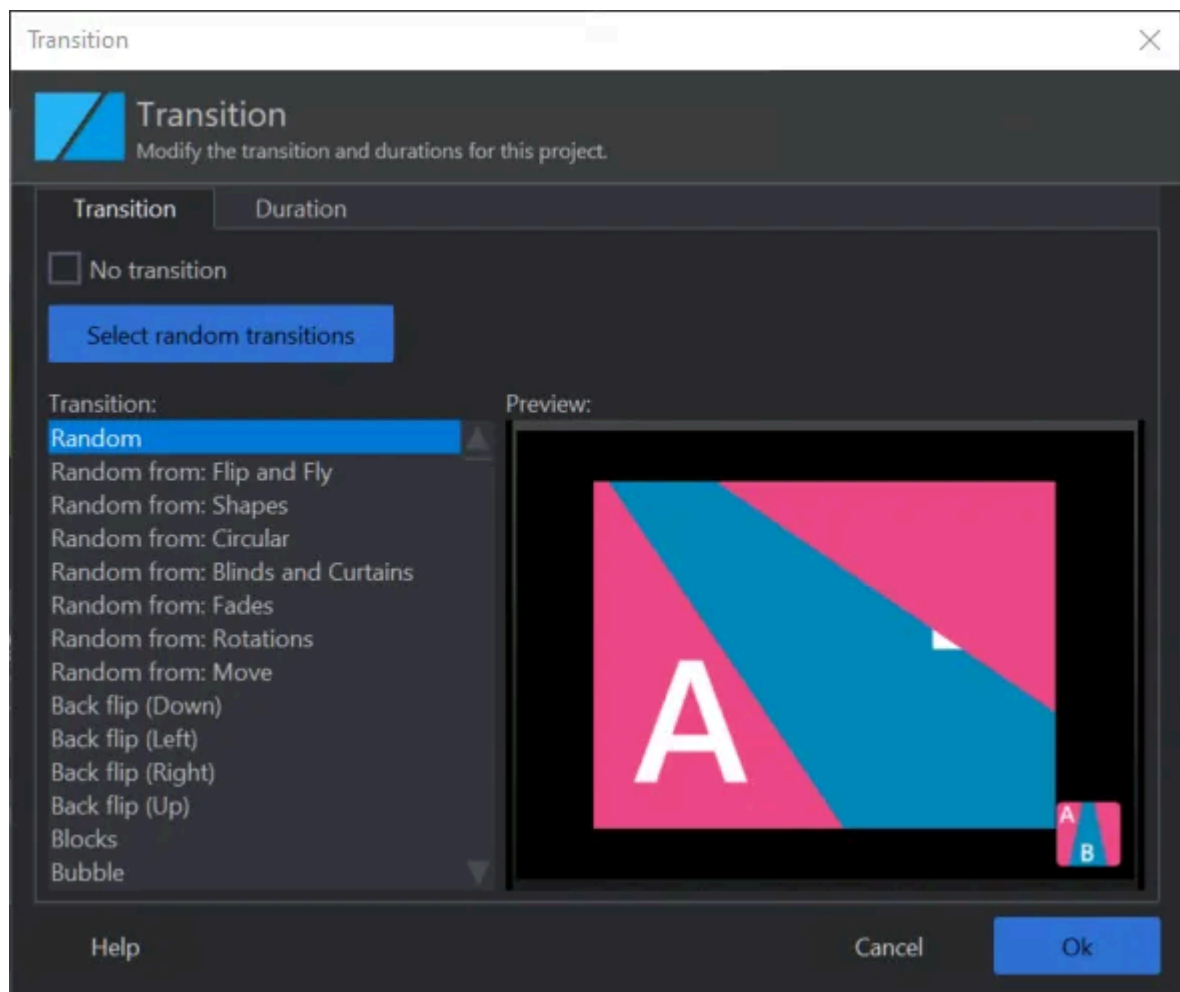 Transition
Transition
Modify the transition and durations for this project.
Transition Duration
No transition
Select random transitions
Transition:
Random
Random from: Flip and Fly
Random from: Shapes
Random from: Circular
Random from: Blinds and Curtains
Random from: Fades
Random from: Rotations
Random from: Move
Back flip (Down)
Back flip (Left)
Back flip (Right)
Back flip (Up)
Blocks
Bubble
Preview:
A
A
B
Help Cancel Ok